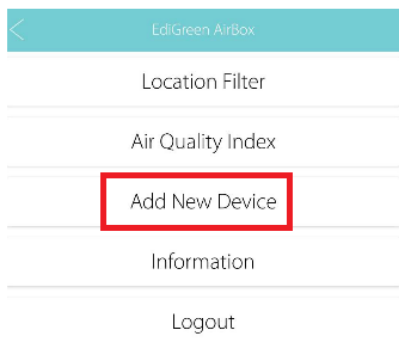 EdiGreen AirBox
Location Filter
Air Quality Index
Add New Device
Information
Logout